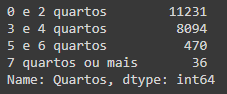 0 e 2 quartos 11231
3 e 4 quartos 8094
5 e 6 quartos 470
7 quartos ou mais 36
Name: Quartos, dtype: int64